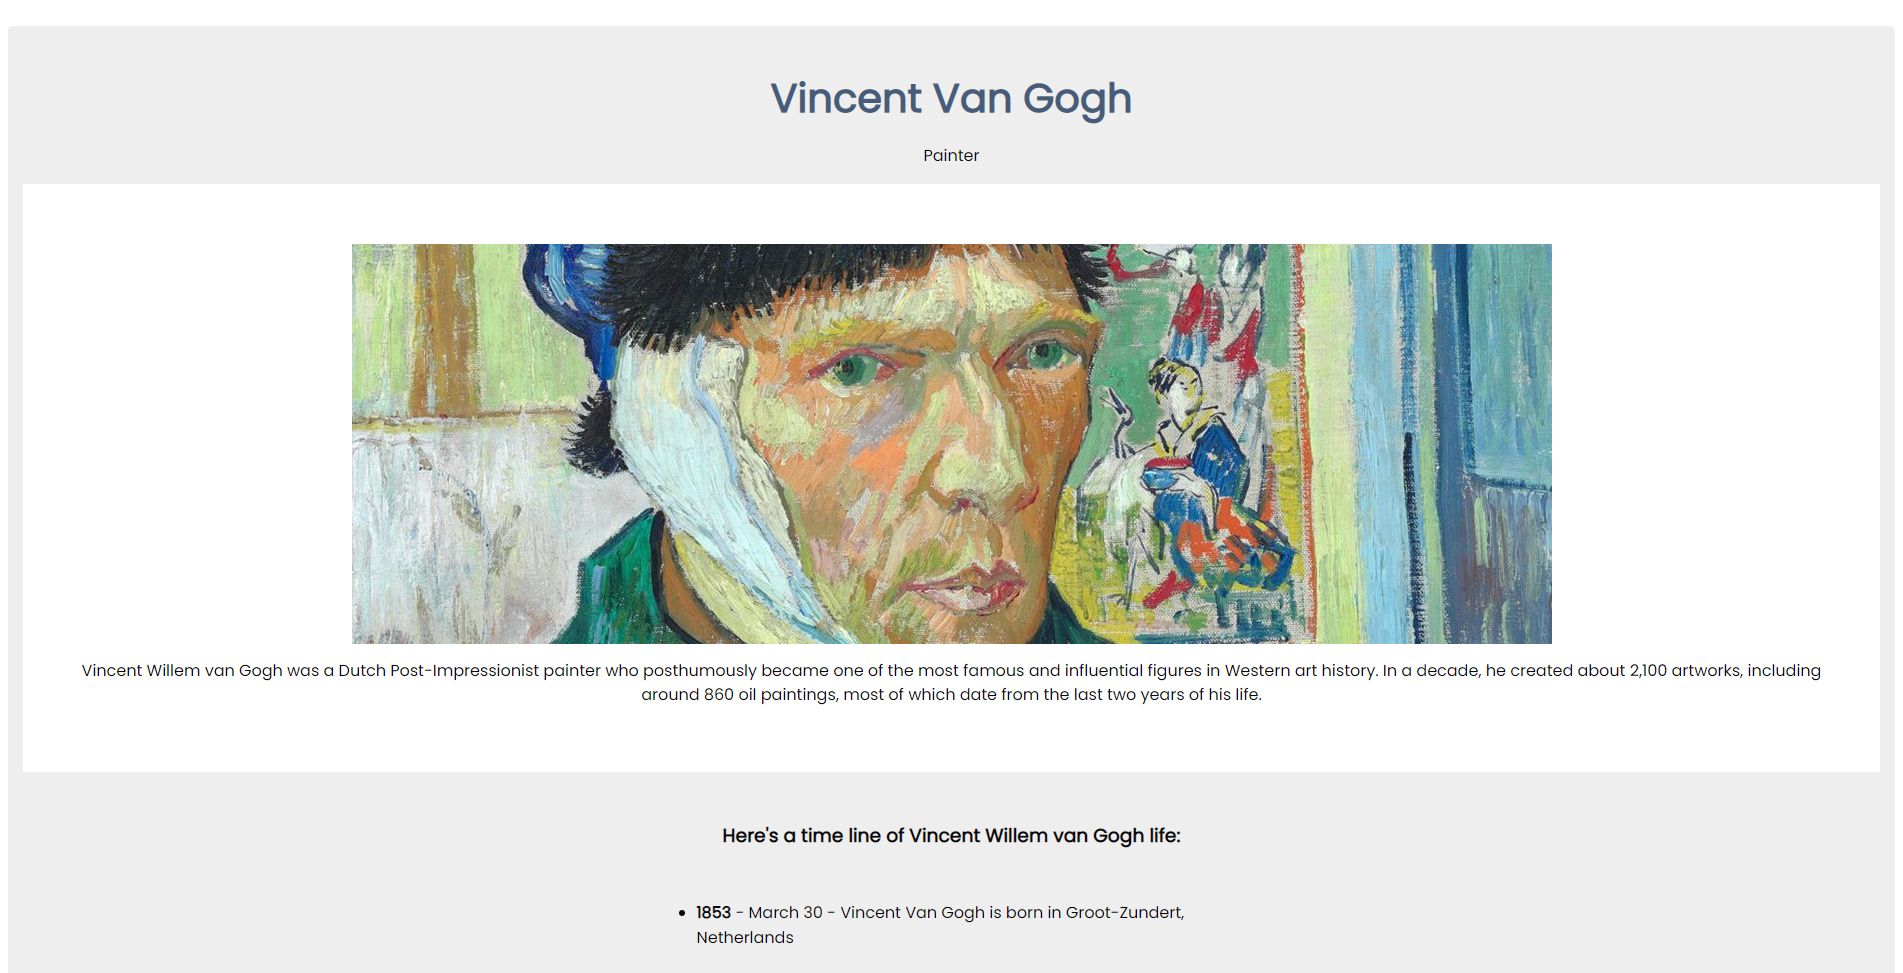 Vincent Van Gogh
Painter
Vincent Willem van Gogh was a Dutch Post-Impressionist painter who posthumously became one of the most famous and influential figures in Western art history. In a decade, he created about 2,100 artworks, including
around 860 oil paintings, most of which date from the last two years of his life.
Here's a time line of Vincent Willem van Gogh life:
• 1853 - March 30 - Vincent Van Gogh is born in Groot-Zundert,
Netherlands